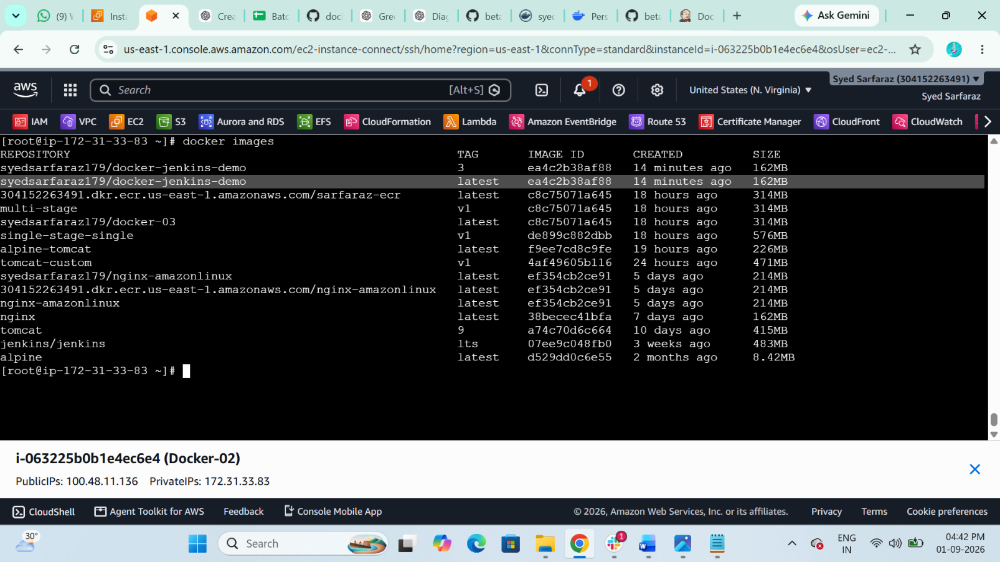 (9) W
Insta
Crea
Batc
doc
Gre
Diag
beta
syec
Pers
beta
Doc
Ask Gemini
us-east-1.console.aws.amazon.com/ec2-instance-connect/ssh/home?region=us-east-1&connType=standard&instanceId=i-063225b0b1e4ec6e4&osUser=ec2-...
aws
Search
[Alt+S]
1
United States (N. Virginia)
Syed Sarfaraz (304152263491)
Syed Sarfaraz
IAM VPC EC2 S3 Aurora and RDS EFS CloudFormation Lambda Amazon EventBridge Route 53 Certificate Manager CloudFront CloudWatch
[root@ip-172-31-33-83 ~]# docker images
REPOSITORY TAG IMAGE ID CREATED SIZE
syedsarfaraz179/docker-jenkins-demo 3 ea4c2b38af88 14 minutes ago 162MB
syedsarfaraz179/docker-jenkins-demo latest ea4c2b38af88 14 minutes ago 162MB
304152263491.dkr.ecr.us-east-1.amazonaws.com/sarfaraz-ecr latest c8c75071a645 18 hours ago 314MB
multi-stage v1 c8c75071a645 18 hours ago 314MB
syedsarfaraz179/docker-03 latest c8c75071a645 18 hours ago 314MB
single-stage-single v1 de899c882dbb 18 hours ago 576MB
alpine-tomcat latest f9ee7cd8c9fe 19 hours ago 226MB
tomcat-custom v1 4af49605b116 24 hours ago 471MB
syedsarfaraz179/nginx-amazonlinux latest ef354cb2ce91 5 days ago 214MB
304152263491.dkr.ecr.us-east-1.amazonaws.com/nginx-amazonlinux latest ef354cb2ce91 5 days ago 214MB
nginx-amazonlinux latest ef354cb2ce91 5 days ago 214MB
nginx latest 38becec41bfa 7 days ago 162MB
tomcat 9 a74c70d6c664 10 days ago 415MB
jenkins/jenkins lts 07ee9c048fb0 3 weeks ago 483MB
alpine latest d529dd0c6e55 2 months ago 8.42MB
[root@ip-172-31-33-83 ~]#
i-063225b0b1e4ec6e4 (Docker-02)
PublicIPs: 100.48.11.136 PrivateIPs: 172.31.33.83
CloudShell Agent Toolkit for AWS Feedback Console Mobile App © 2026, Amazon Web Services, Inc. or its affiliates. Privacy Terms Cookie preferences
30°
Search
1
ENG
IN
04:42 PM
01-09-2026